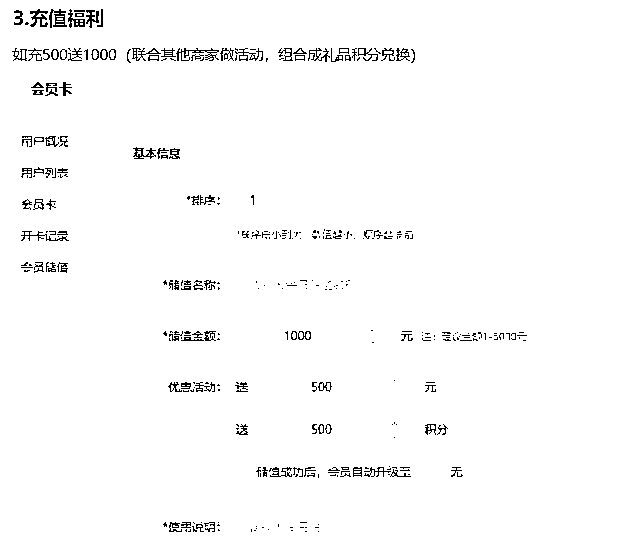 3.充值福利
如充500送1000（联合其他商家做活动，组合成礼品积分兑换）
会员卡
用户概况
用户列表
会员卡
开卡记录
会员储值
基本信息
*排序： 1
*储值名称：
*储值金额： 1000 元
优惠活动： 送 500 元
送 500 积分
储值成功后，会员自动升级至 无
*使用说明：